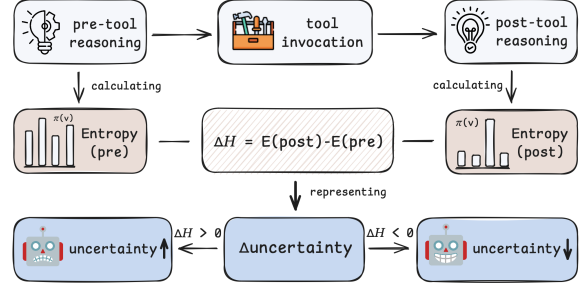 pre-tool
reasoning
tool
invocation
post-tool
reasoning
calculating
calculating
π(v)
Entropy
(pre)
ΔH = E(post)-E(pre)
π(v)
Entropy
(post)
representing
uncertainty
ΔH > 0
Δuncertainty
ΔH < 0
uncertainty